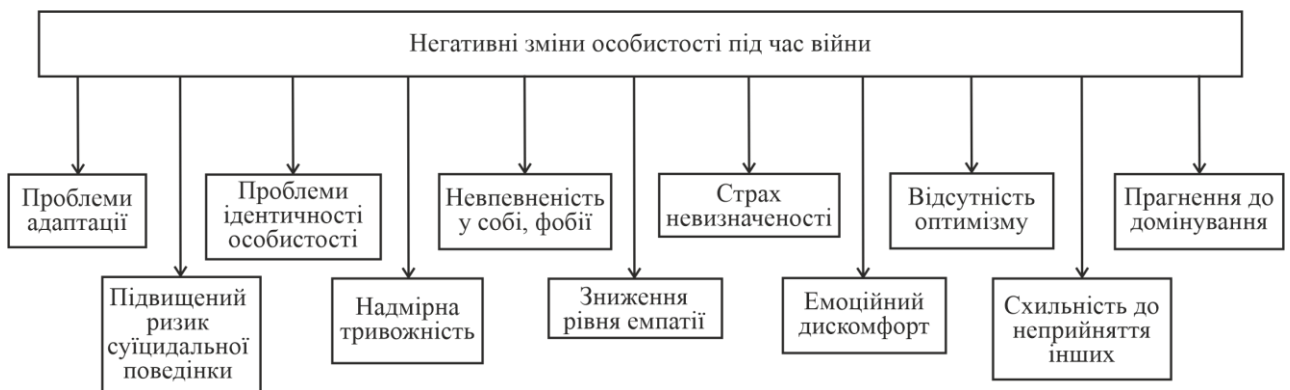 Негативні зміни особистості під час війни
Проблеми
адаптації
Проблеми
ідентичності
особистості
Невпевненість
у собі, фобії
Страх
невизначеності
Відсутність
оптимізму
Прагнення до
домінування
Підвищений
ризик
суїцидальної
поведінки
Надмірна
тривожність
Зниження
рівня емпатії
Емоційний
дискомфорт
Схильність до
неприйняття
інших